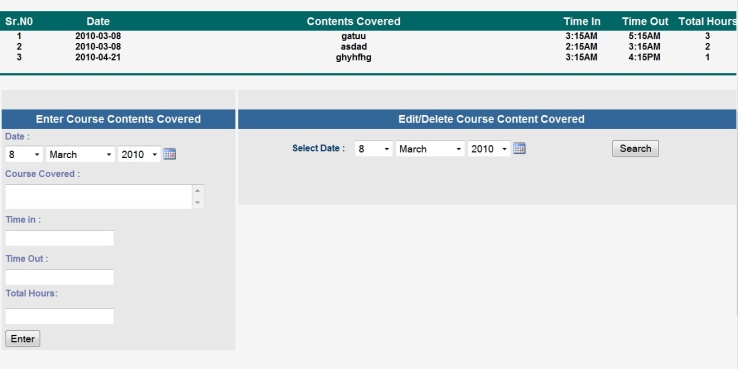 Sr.N0 Date Contents Covered Time In Time Out Total Hours
1 2010-03-08 gatuu 3:15AM 5:15AM 3
2 2010-03-08 asdad 2:15AM 3:15AM 2
3 2010-04-21 ghyhfhg 3:15AM 4:15PM 1
Enter Course Contents Covered
Date :
8 March 2010
Course Covered :
Time in :
Time Out :
Total Hours:
Enter
Edit/Delete Course Content Covered
Select Date : 8 March 2010 Search